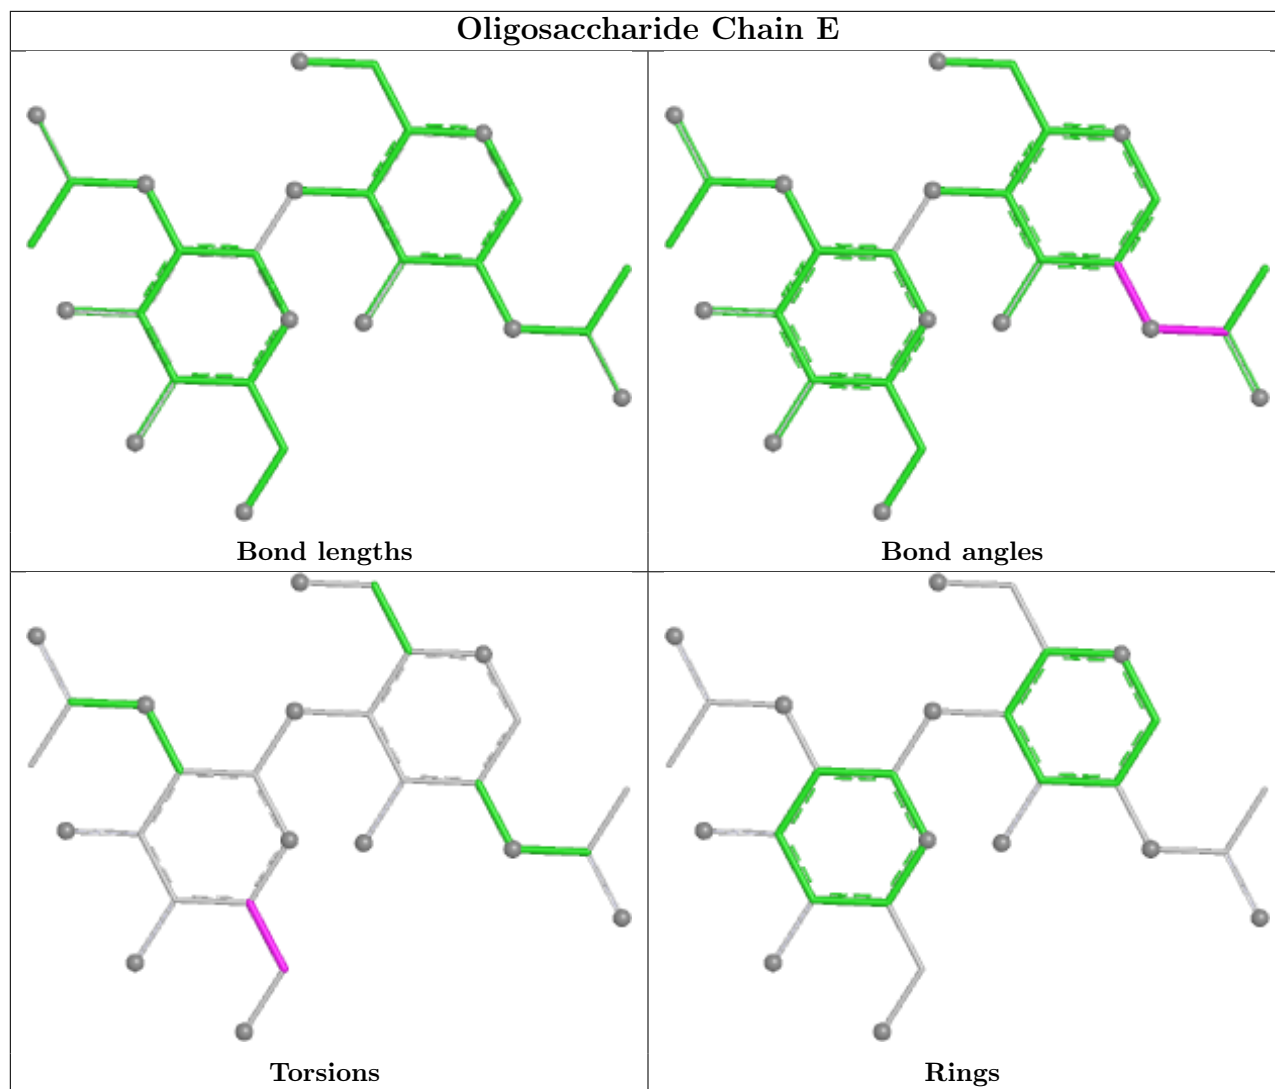 Oligosaccharide Chain E
Bond lengths
Bond angles
Torsions
Rings